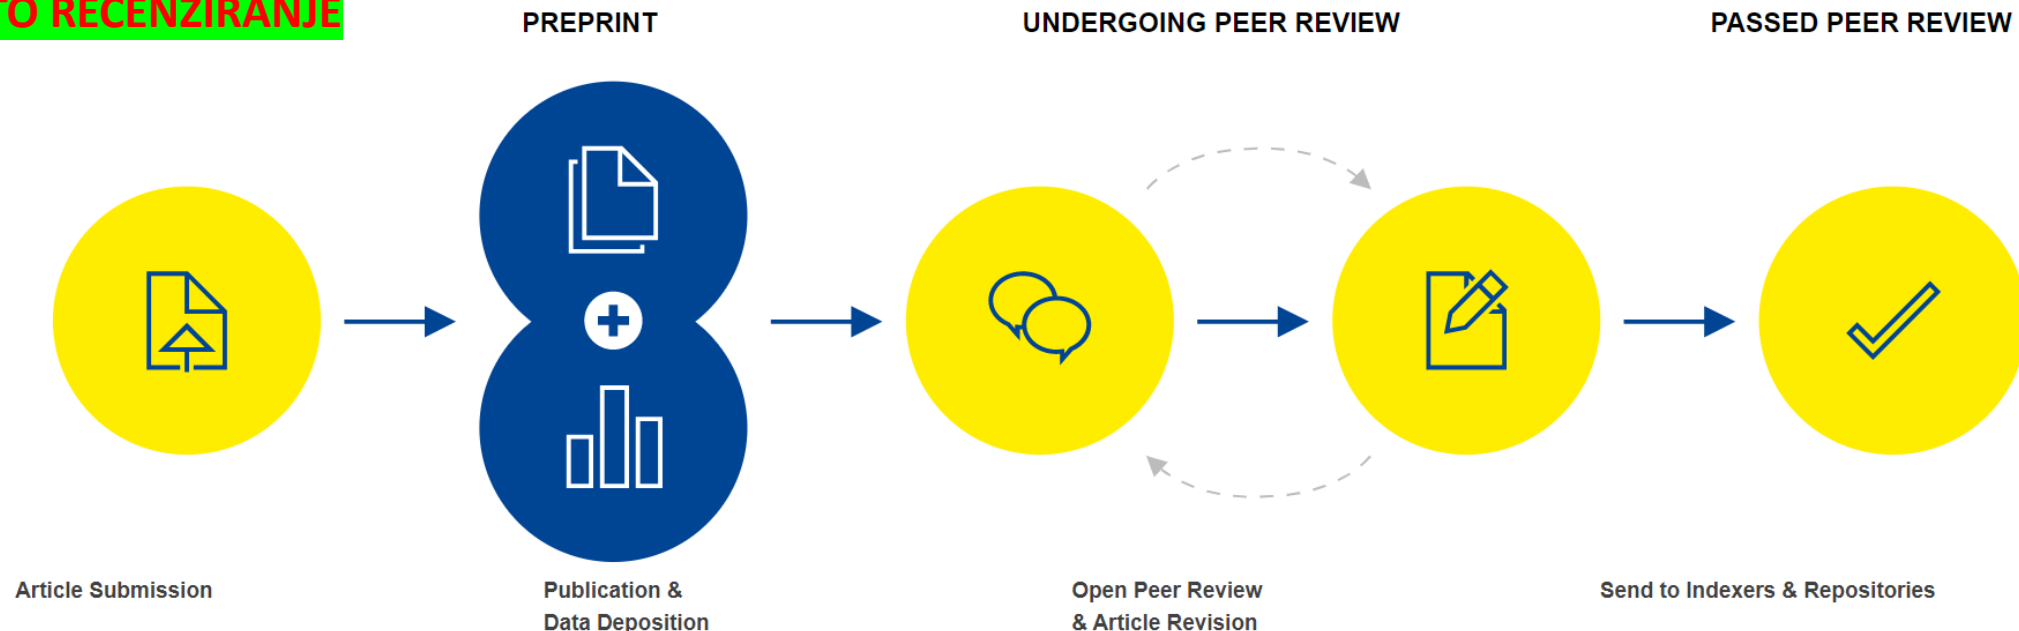 TO RECENZIRANJE
PREPRINT
UNDERGOING PEER REVIEW
PASSED PEER REVIEW
Article Submission
Publication &
Data Deposition
Open Peer Review
& Article Revision
Send to Indexers & Repositories